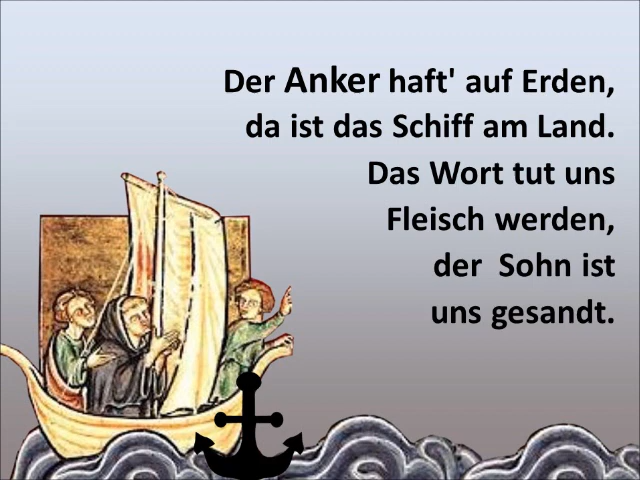 Der Anker haft' auf Erden,
da ist das Schiff am Land.
Das Wort tut uns
Fleisch werden,
der Sohn ist
uns gesandt.